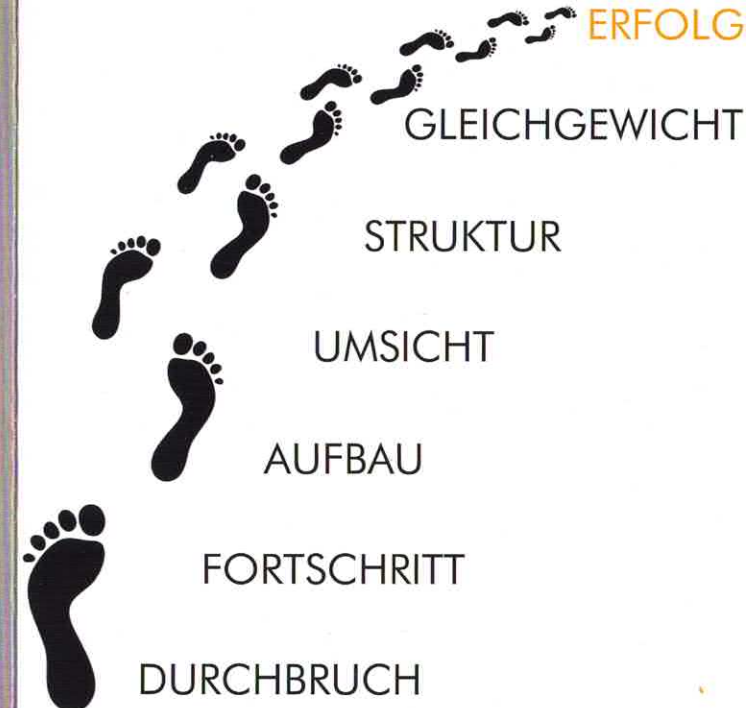 ERFOLG
GLEICHGEWICHT
STRUKTUR
UMSICHT
AUFBAU
FORTSCHRITT
DURCHBRUCH